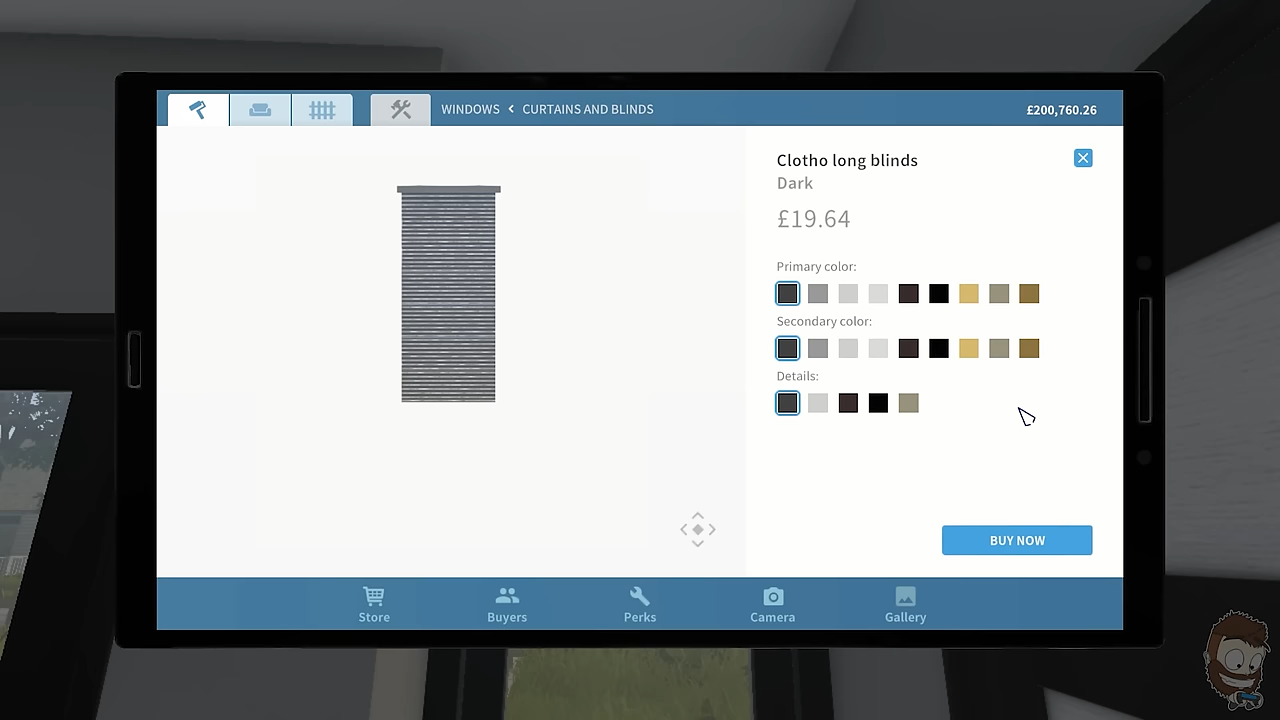 WINDOWS < CURTAINS AND BLINDS
£200,760.26
Clotho long blinds
Dark
£19.64
Primary color:
Secondary color:
Details:
BUY NOW
Store
Buyers
Perks
Camera
Gallery